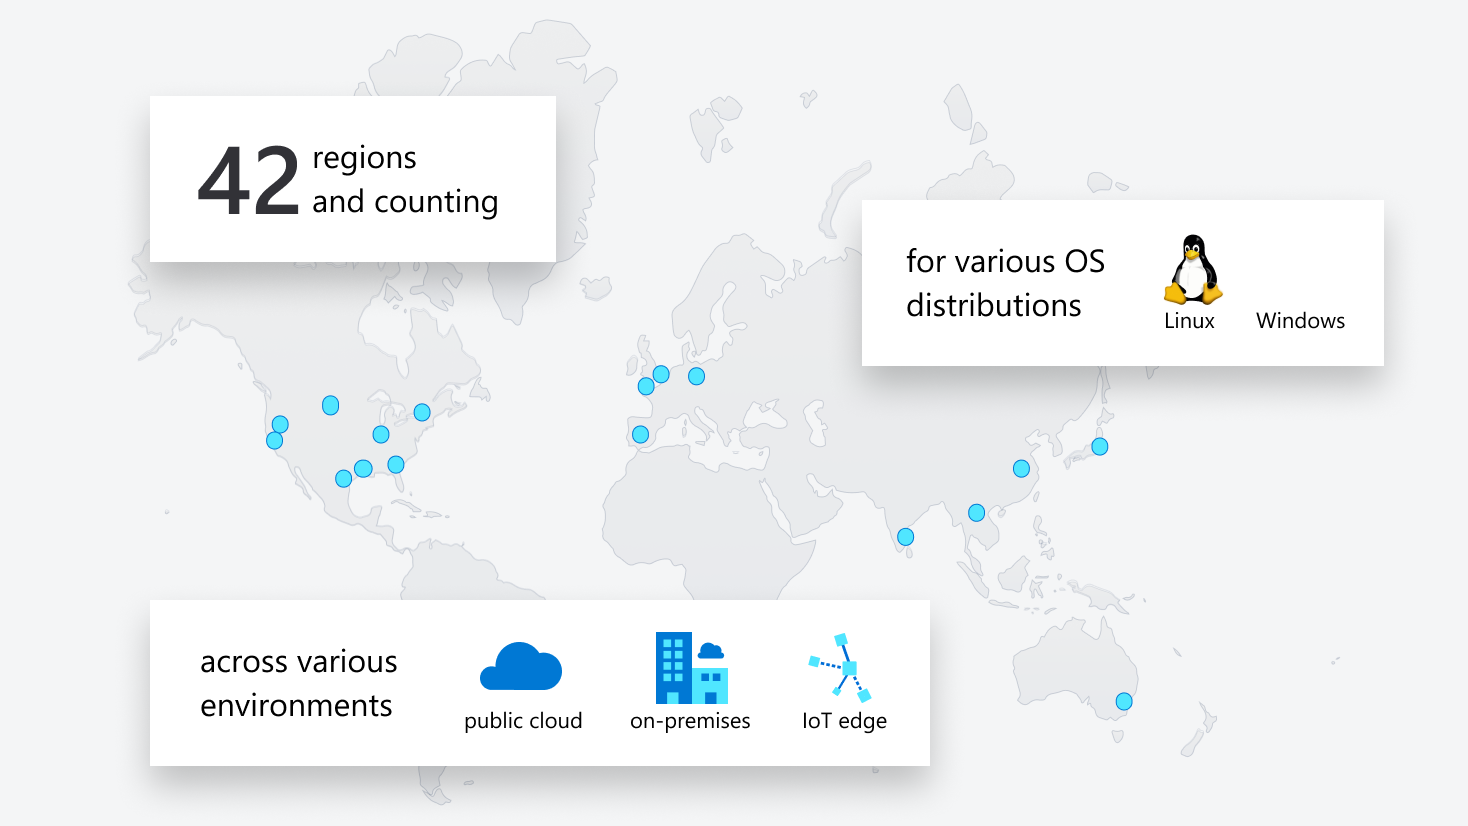 42 regions
and counting
for various OS
distributions
Linux
Windows
across various
environments
public cloud
on-premises
IoT edge